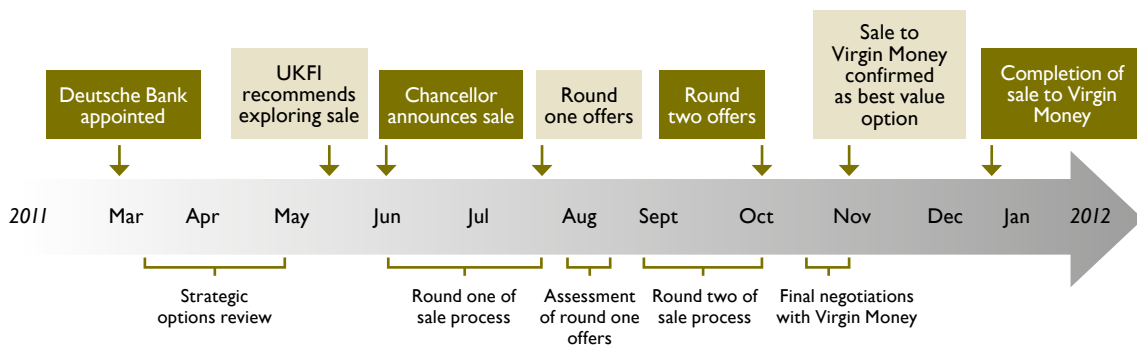 Deutsche Bank
appointed
UKFI
recommends
exploring sale
Chancellor
announces sale
Round
one offers
Round
two offers
Sale to
Virgin Money
confirmed
as best value
option
Completion of
sale to Virgin
Money
2011 Mar Apr May Jun Jul Aug Sept Oct Nov Dec Jan 2012
Strategic
options review
Round one of
sale process
Assessment
of round one
offers
Round two of
sale process
Final negotiations
with Virgin Money